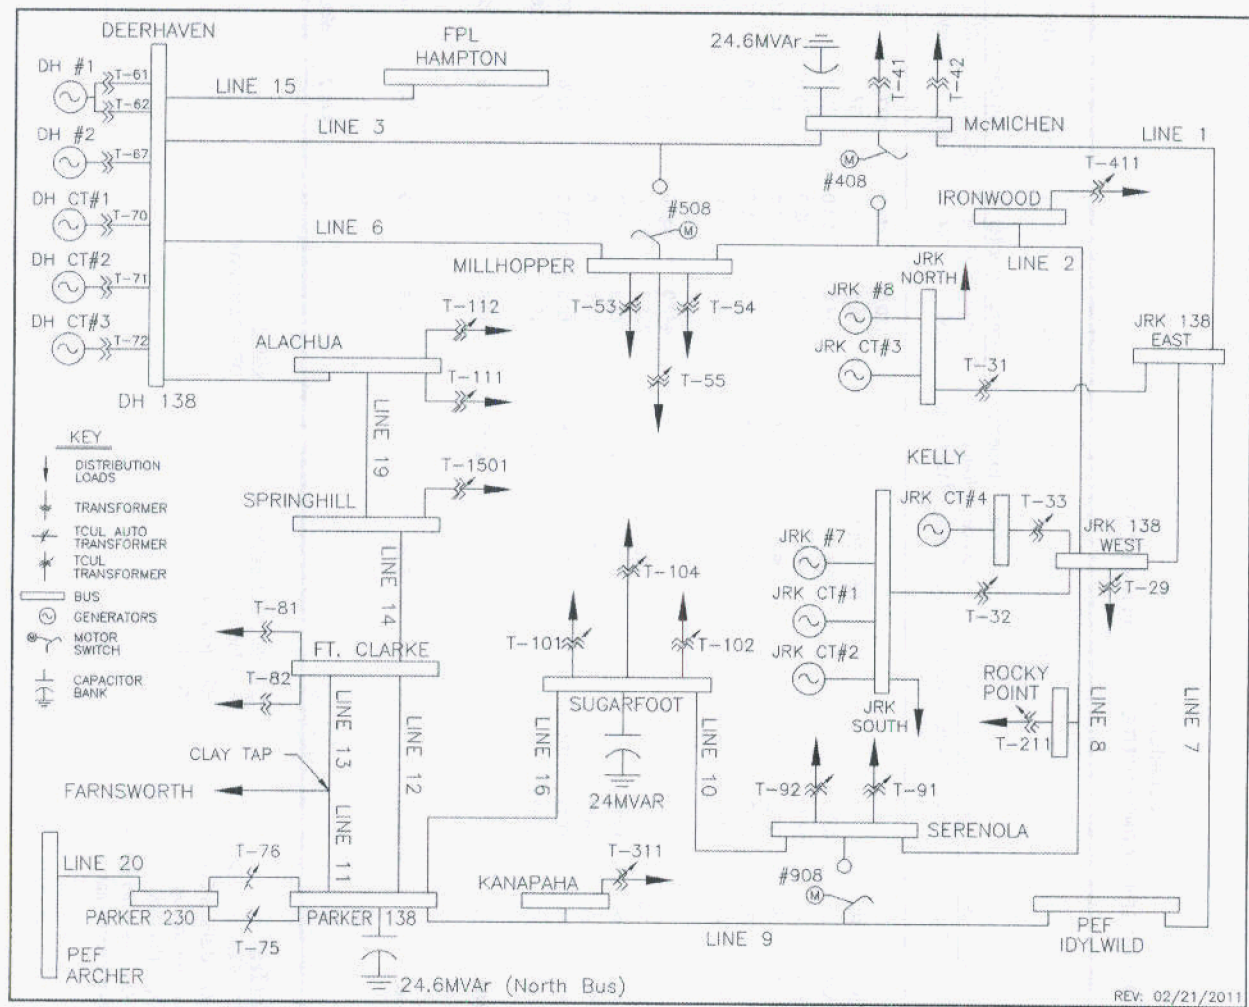 DEERHAVEN
DH #1
T-61
T-62
DH #2
T-67
DH CT#1
T-70
DH CT#2
T-71
DH CT#3
T-72
DH 138
LINE 15
FPL
HAMPTON
LINE 3
LINE 6
24.6MVAr
T-41
T-42
McMICHEN
LINE 1
#408
M
T-411
IRONWOOD
LINE 2
#508
M
MILLHOPPER
T-53
T-54
T-55
T-112
ALACHUA
T-111
LINE 19
T-1501
SPRINGHILL
LINE 14
JRK
NORTH
JRK #8
JRK CT#3
T-31
JRK 138
EAST
KELLY
JRK CT#4
T-33
JRK 138
WEST
T-29
T-32
JRK #7
JRK CT#1
JRK CT#2
JRK
SOUTH
ROCKY
POINT
T-211
LINE 8
LINE 7
KEY
DISTRIBUTION
LOADS
TRANSFORMER
TCUL AUTO
TRANSFORMER
TCUL
TRANSFORMER
BUS
GENERATORS
M
MOTOR
SWITCH
CAPACITOR
BANK
T-81
T-82
FT. CLARKE
LINE 13
LINE 12
CLAY TAP
FARNSWORTH
LINE 11
T-104
T-101
T-102
SUGARFOOT
24MVAR
LINE 16
LINE 10
T-92
T-91
SERENOLA
#908
M
T-311
KANAPAHA
LINE 9
PEF
IDYLWILD
LINE 20
T-76
PARKER 230
T-75
PARKER 138
PEF
ARCHER
24.6MVAr (North Bus)
REV: 02/21/2011